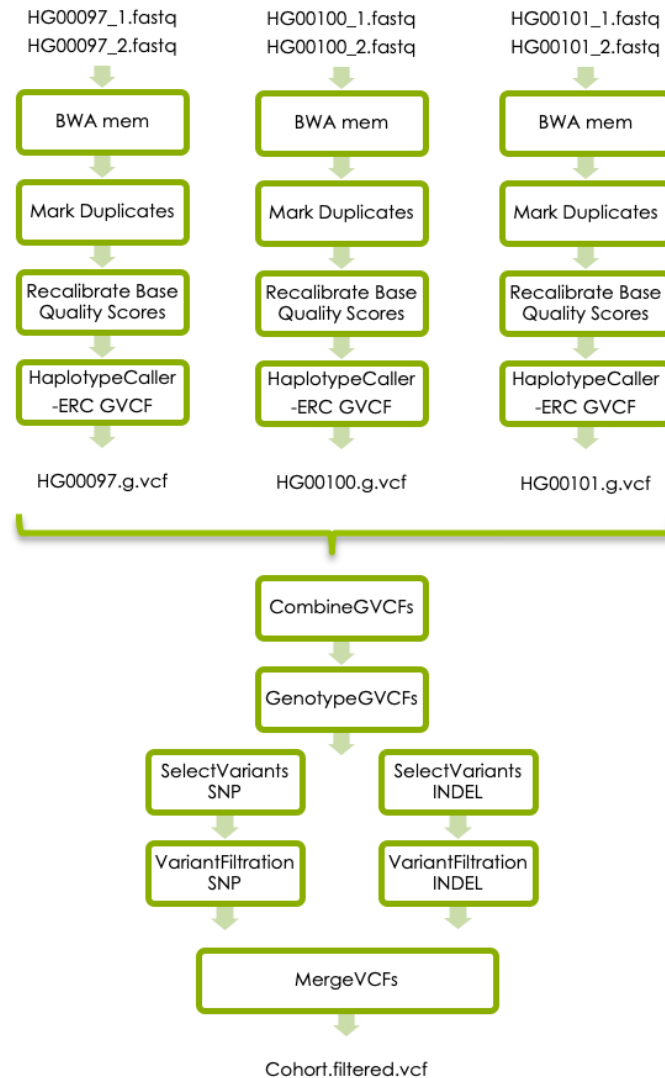 HG00097_1.fastq
HG00097_2.fastq
HG00100_1.fastq
HG00100_2.fastq
HG00101_1.fastq
HG00101_2.fastq
BWA mem
BWA mem
BWA mem
Mark Duplicates
Mark Duplicates
Mark Duplicates
Recalibrate Base
Quality Scores
Recalibrate Base
Quality Scores
Recalibrate Base
Quality Scores
HaplotypeCaller
-ERC GVCF
HaplotypeCaller
-ERC GVCF
HaplotypeCaller
-ERC GVCF
HG00097.g.vcf
HG00100.g.vcf
HG00101.g.vcf
CombineGVCFs
GenotypeGVCFs
SelectVariants
SNP
SelectVariants
INDEL
VariantFiltration
SNP
VariantFiltration
INDEL
MergeVCFs
Cohort.filtered.vcf